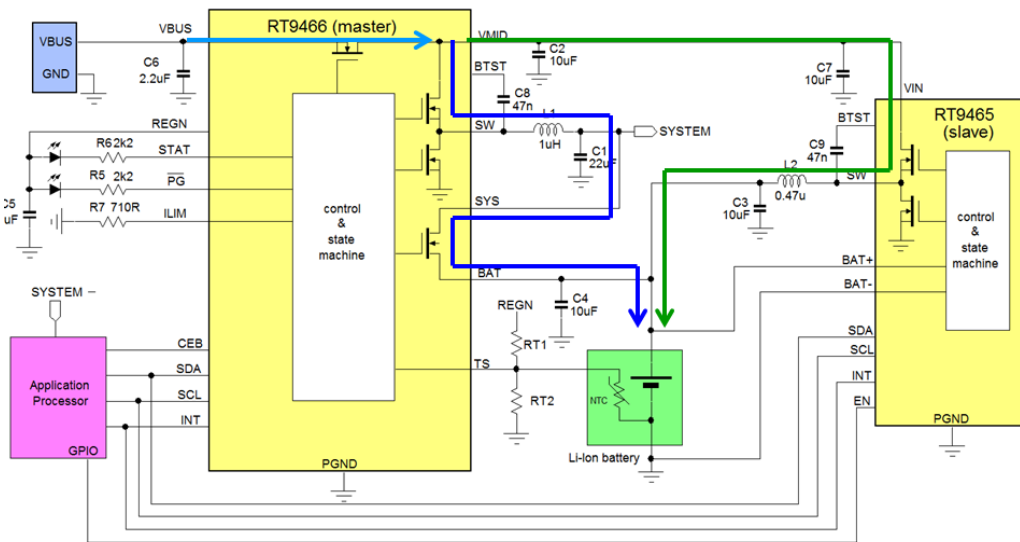 RT9466 (master)
VBUS
VBUS
GND
C6
2.2uF
VMID
C2
10uF
C7
10uF
VIN
RT9465
(slave)
BTST
C8
47n
SW
L1
1uH
SYSTEM
C1
22uF
BTST
C9
47n
SW
L2
0.47u
C3
10uF
REGN
R6 2k2
STAT
R5 2k2
PG
R7 710R
ILIM
C5
uF
control
&
state
machine
SYS
BAT
C4
10uF
control
&
state
machine
BAT+
BAT-
SYSTEM
REGN
RT1
TS
RT2
NTC
Li-Ion battery
Application
Processor
GPIO
CEB
SDA
SCL
INT
PGND
SDA
SCL
INT
EN
PGND